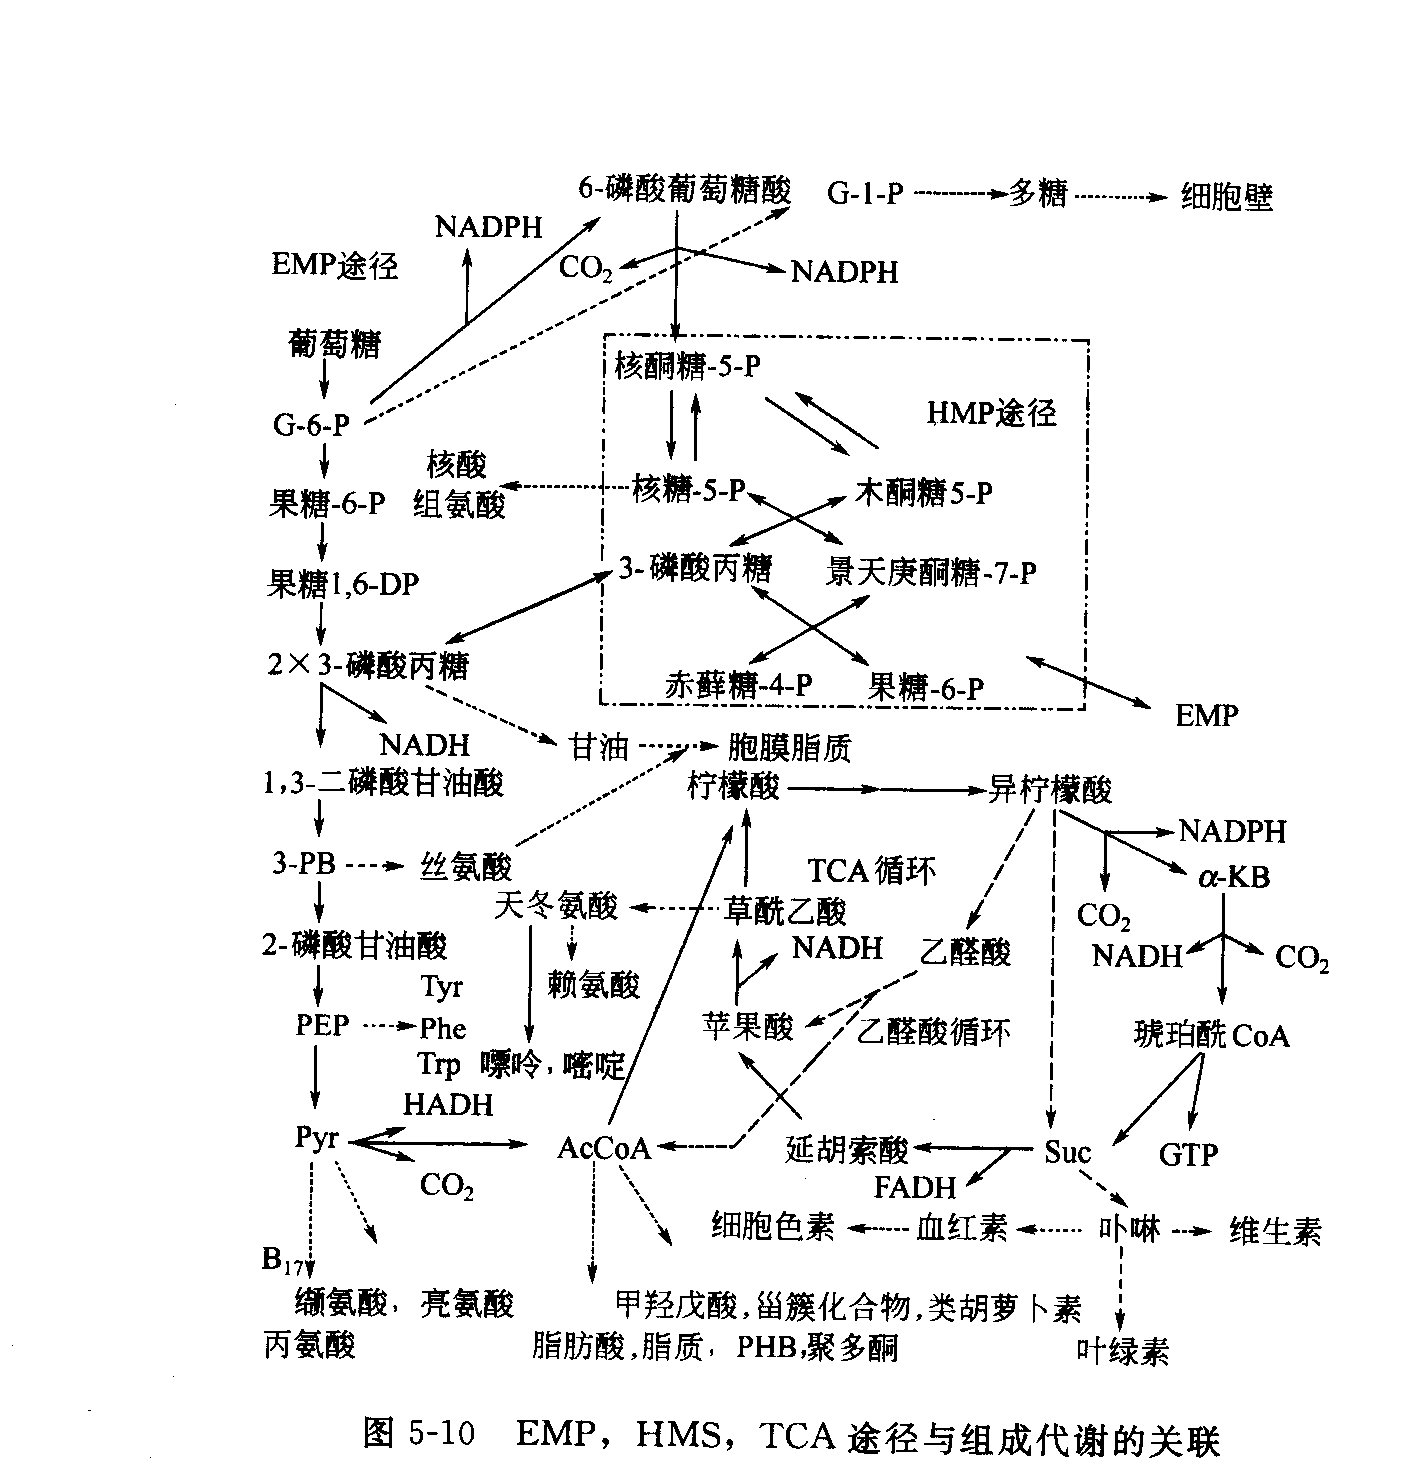 6-磷酸葡萄糖酸 G-1-P 多糖 细胞壁
NADPH
EMP途径 CO2 NADPH
葡萄糖
核酮糖-5-P
G-6-P HMP途径
核酸
果糖-6-P 组氨酸 核糖-5-P 木酮糖5-P
果糖1,6-DP 3-磷酸丙糖 景天庚酮糖-7-P
2×3-磷酸丙糖 赤藓糖-4-P 果糖-6-P
EMP
NADH 甘油 胞膜脂质
1,3-二磷酸甘油酸 柠檬酸 异柠檬酸
NADPH
3-PB 丝氨酸 TCA循环 α-KB
天冬氨酸 草酰乙酸 CO2
2-磷酸甘油酸 NADH 乙醛酸 NADH CO2
Tyr 赖氨酸
PEP Phe 苹果酸 乙醛酸循环 琥珀酰CoA
Trp 嘌呤,嘧啶
HADH
Pyr AcCoA 延胡索酸 Suc GTP
CO2 FADH
细胞色素 血红素 卟啉 维生素
B17
缬氨酸, 亮氨酸 甲羟戊酸,甾簇化合物,类胡萝卜素
丙氨酸 脂肪酸,脂质, PHB,聚多酮 叶绿素
图 5-10 EMP, HMS, TCA 途径与组成代谢的关联